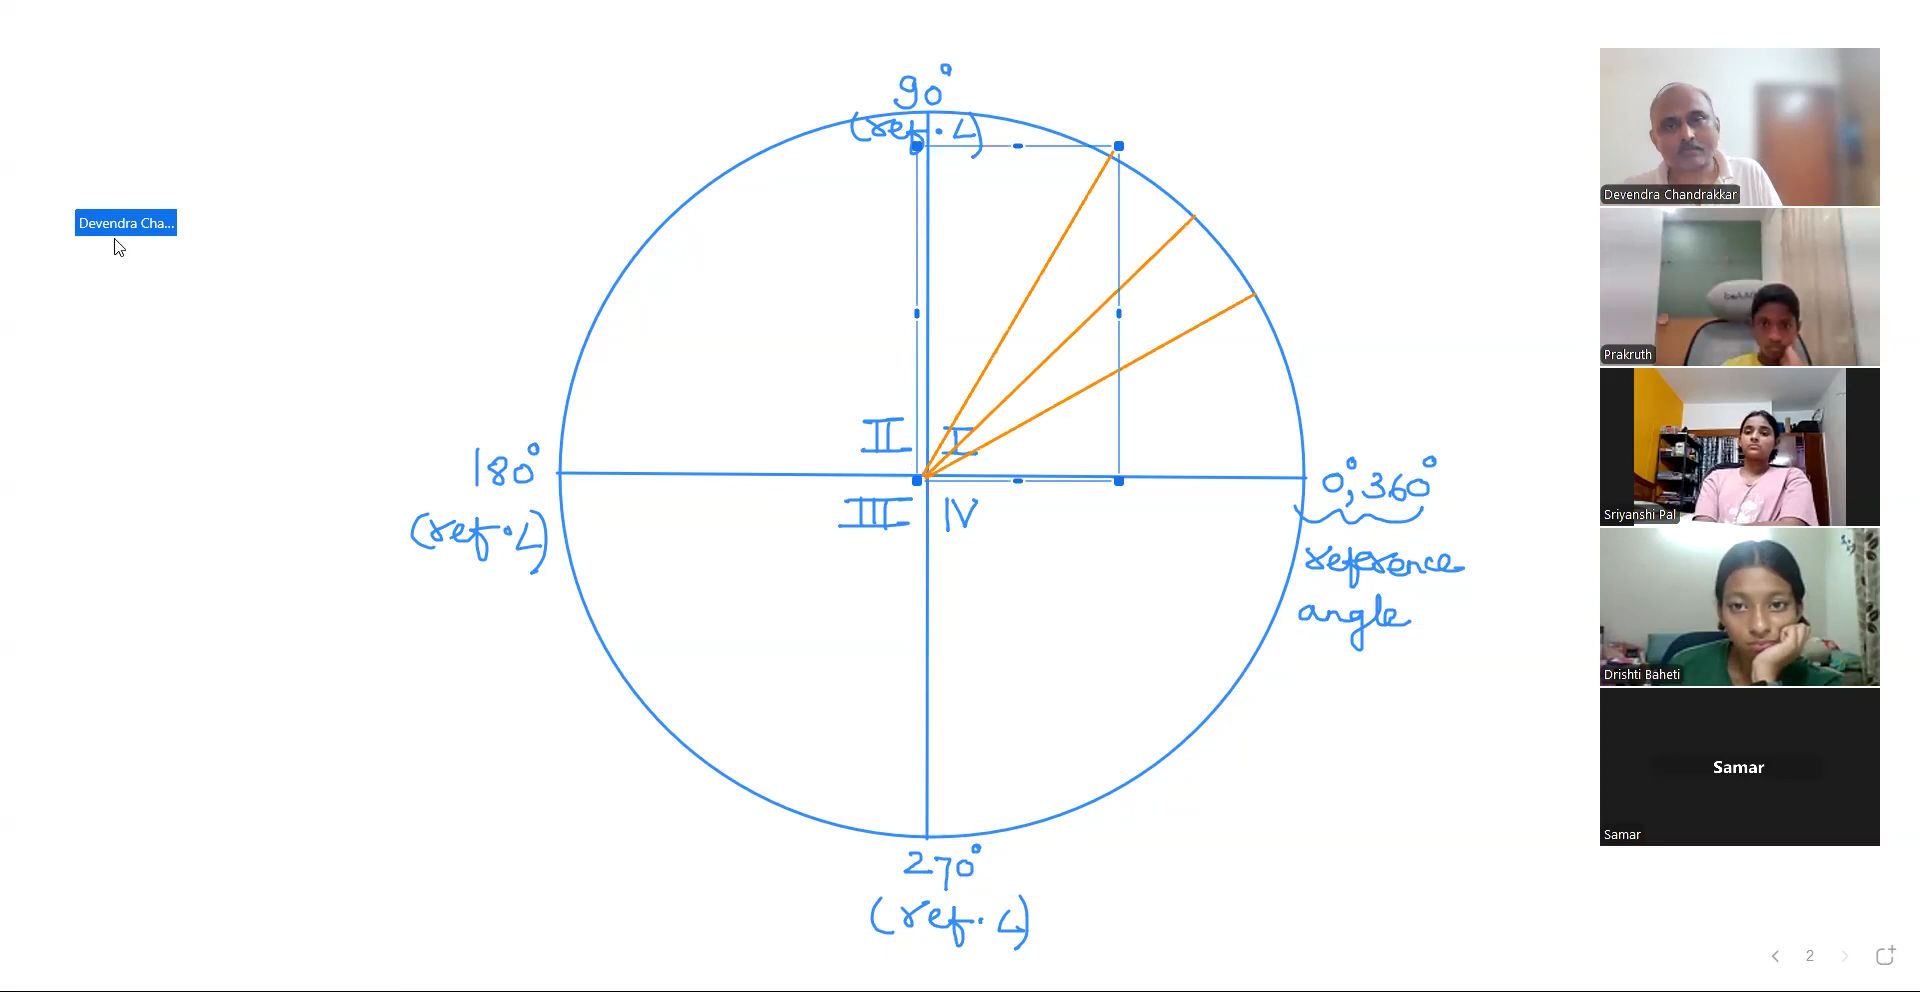 90°
(ref. ∠)
Devendra Cha...
II
I
180°
0°, 360°
(ref. ∠)
III
IV
reference
angle
270°
(ref. ∠)
Devendra Chandrakkar
Prakruth
Sriyanshi Pal
Drishti Baheti
Samar
Samar
2